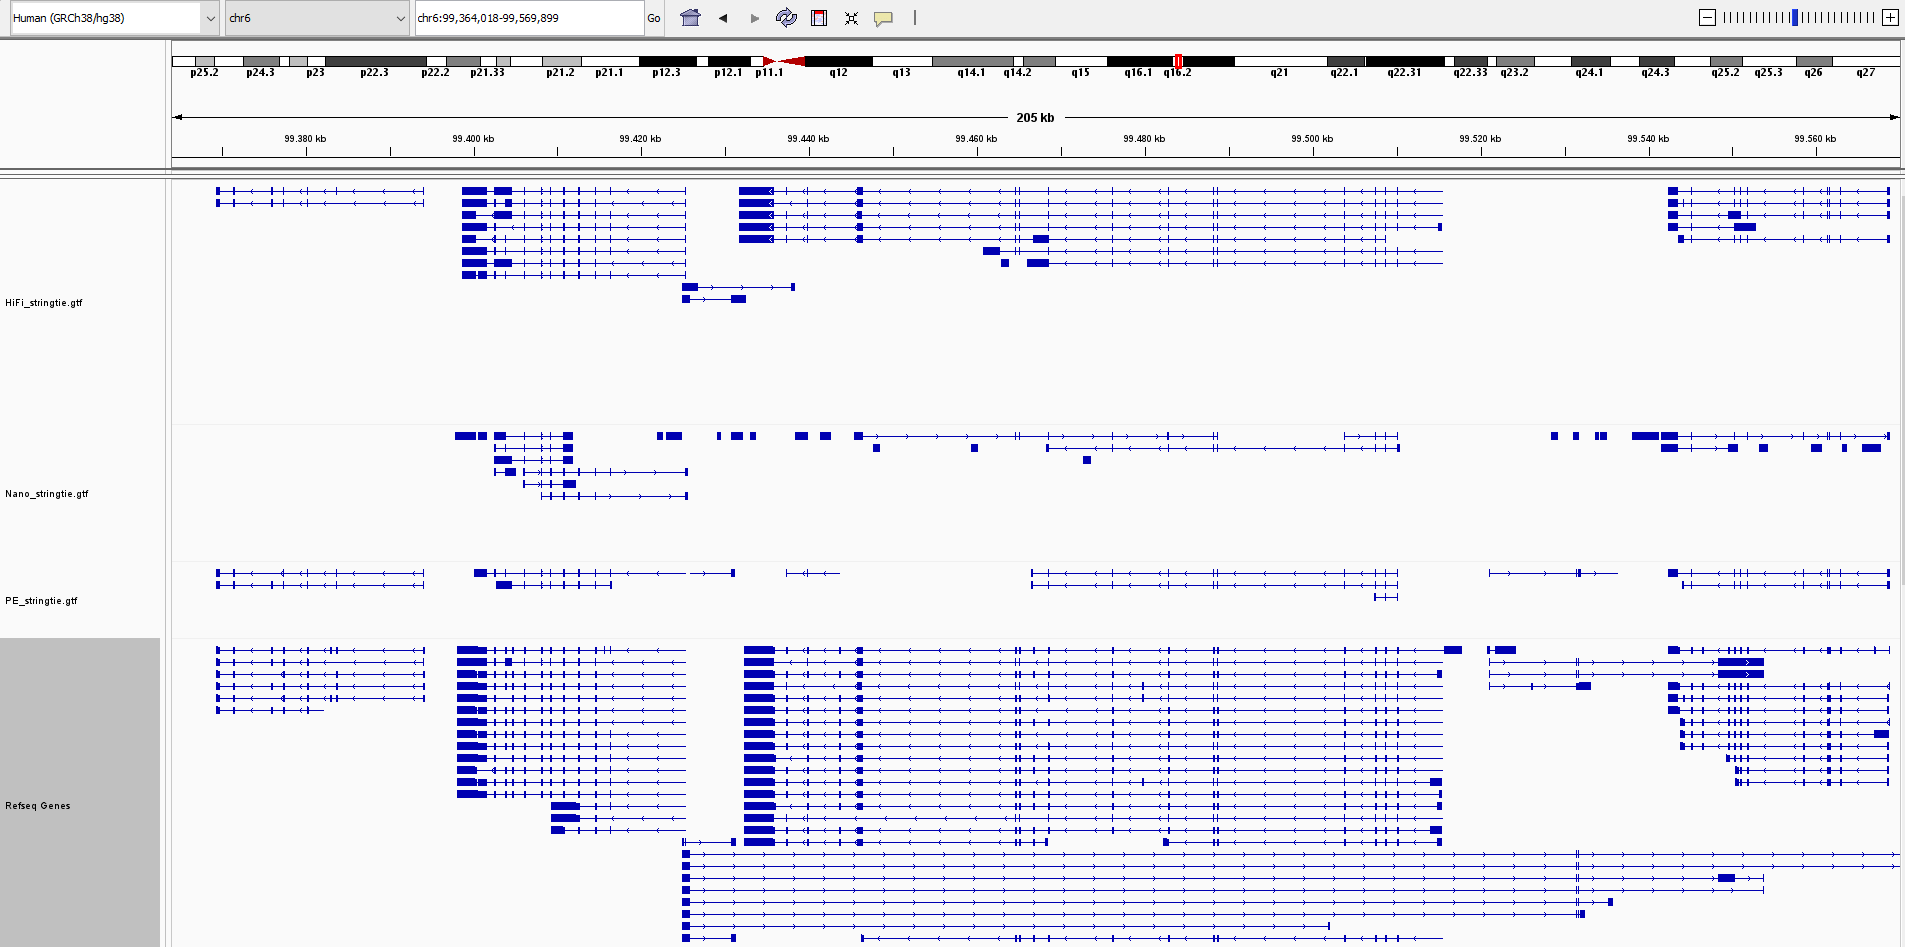 Human (GRCh38/hg38) chr6 chr6:99,364,018-99,569,899 Go
p25.2 p24.3 p23 p22.3 p22.2 p21.33 p21.2 p21.1 p12.3 p12.1 p11.1 q12 q13 q14.1 q14.2 q15 q16.1 q16.2 q21 q22.1 q22.31 q22.33 q23.2 q24.1 q24.3 q25.2 q25.3 q26 q27
205 kb
99.380 kb 99.400 kb 99.420 kb 99.440 kb 99.460 kb 99.480 kb 99.500 kb 99.520 kb 99.540 kb 99.560 kb
HiFi_stringtie.gtf
Nano_stringtie.gtf
PE_stringtie.gtf
Refseq Genes